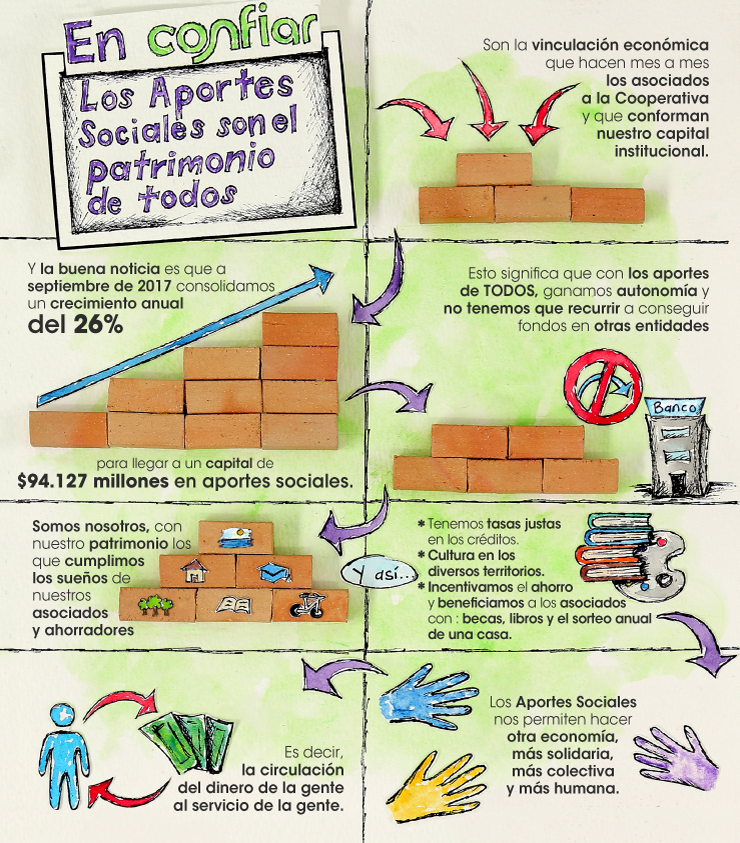 En confiar
Los Aportes
Sociales son el
patrimonio
de todos
Son la vinculación económica
que hacen mes a mes
los asociados
a la Cooperativa
y que conforman
nuestro capital
institucional.
Y la buena noticia es que a
septiembre de 2017 consolidamos
un crecimiento anual
del 26%
para llegar a un capital de
$94.127 millones en aportes sociales.
Esto significa que con los aportes
de TODOS, ganamos autonomía y
no tenemos que recurrir a conseguir
fondos en otras entidades
Banco
Somos nosotros, con
nuestro patrimonio los
que cumplimos
los sueños de
nuestros
asociados
y ahorradores
Y así...
* Tenemos tasas justas
en los créditos.
* Cultura en los
diversos territorios.
* Incentivamos el ahorro
y beneficiamos a los asociados
con : becas, libros y el sorteo anual
de una casa.
Es decir,
la circulación
del dinero de la gente
al servicio de la gente.
Los Aportes Sociales
nos permiten hacer
otra economía,
más solidaria,
más colectiva
y más humana.